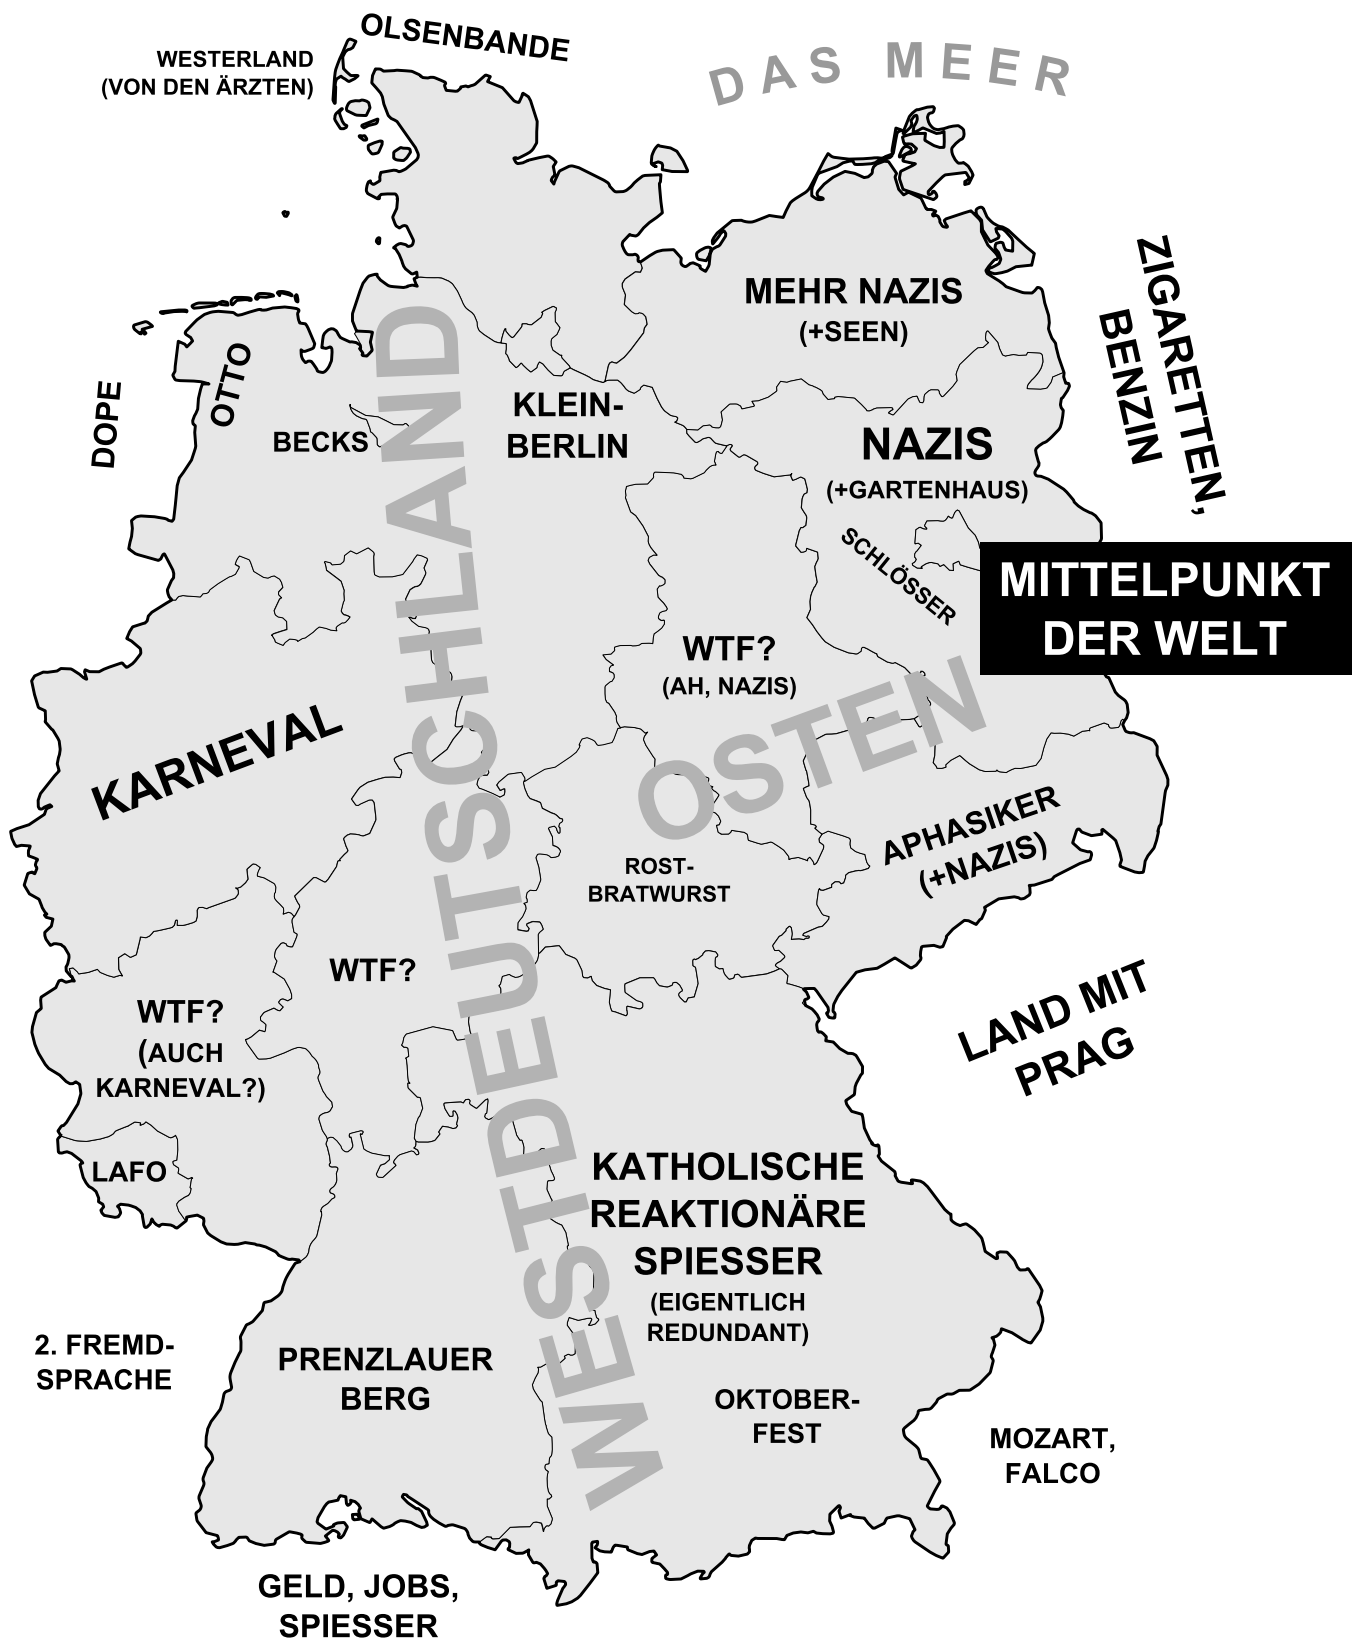 OLSENBANDE
WESTERLAND
(VON DEN ÄRZTEN)
DAS MEER
ZIGARETTEN,
BENZIN
MEHR NAZIS
(+SEEN)
DOPE
OTTO
BECKS
KLEIN-
BERLIN
NAZIS
(+GARTENHAUS)
SCHLÖSSER
MITTELPUNKT
DER WELT
WESTDEUTSCHLAND
WTF?
(AH, NAZIS)
OSTEN
KARNEVAL
APHASIKER
(+NAZIS)
ROST-
BRATWURST
WTF?
WTF?
(AUCH
KARNEVAL?)
LAND MIT
PRAG
LAFO
KATHOLISCHE
REAKTIONÄRE
SPIESSER
(EIGENTLICH
REDUNDANT)
2. FREMD-
SPRACHE
PRENZLAUER
BERG
OKTOBER-
FEST
MOZART,
FALCO
GELD, JOBS,
SPIESSER